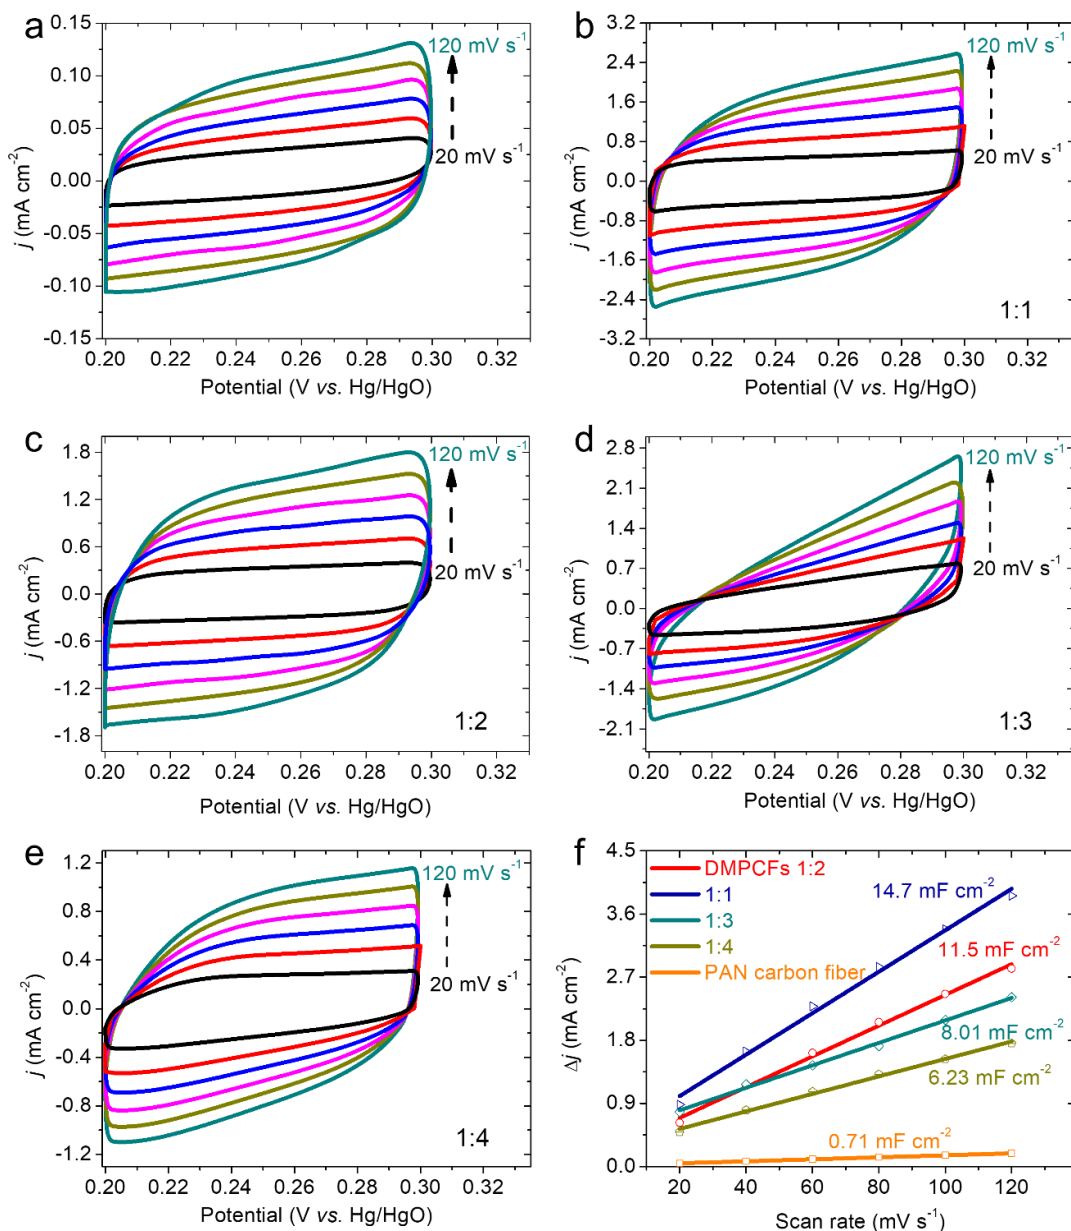 a
120 mV s⁻¹
20 mV s⁻¹
0.15
0.10
0.05
0.00
-0.05
-0.10
-0.15
j (mA cm⁻²)
0.20 0.22 0.24 0.26 0.28 0.30 0.32
Potential (V vs. Hg/HgO)
b
120 mV s⁻¹
20 mV s⁻¹
1:1
3.2
2.4
1.6
0.8
0.0
-0.8
-1.6
-2.4
-3.2
j (mA cm⁻²)
0.20 0.22 0.24 0.26 0.28 0.30 0.32
Potential (V vs. Hg/HgO)
c
120 mV s⁻¹
20 mV s⁻¹
1:2
1.8
1.2
0.6
0.0
-0.6
-1.2
-1.8
j (mA cm⁻²)
0.20 0.22 0.24 0.26 0.28 0.30 0.32
Potential (V vs. Hg/HgO)
d
120 mV s⁻¹
20 mV s⁻¹
1:3
2.8
2.1
1.4
0.7
0.0
-0.7
-1.4
-2.1
j (mA cm⁻²)
0.20 0.22 0.24 0.26 0.28 0.30 0.32
Potential (V vs. Hg/HgO)
e
120 mV s⁻¹
20 mV s⁻¹
1:4
1.2
0.8
0.4
0.0
-0.4
-0.8
-1.2
j (mA cm⁻²)
0.20 0.22 0.24 0.26 0.28 0.30 0.32
Potential (V vs. Hg/HgO)
f
DMPCFs 1:2
1:1
1:3
1:4
PAN carbon fiber
14.7 mF cm⁻²
11.5 mF cm⁻²
8.01 mF cm⁻²
6.23 mF cm⁻²
0.71 mF cm⁻²
4.5
3.6
2.7
1.8
0.9
0.0
Δj (mA cm⁻²)
20 40 60 80 100 120
Scan rate (mV s⁻¹)